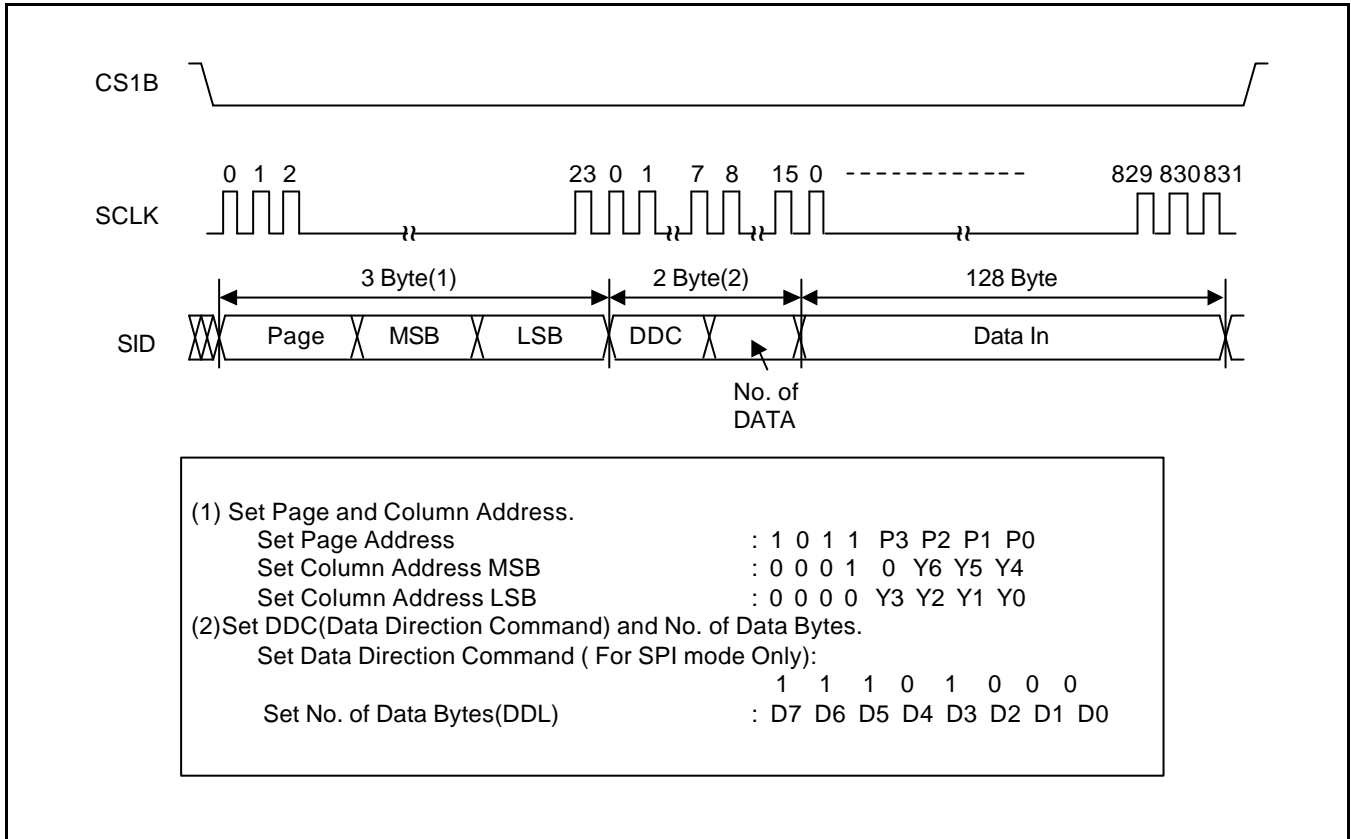 CS1B
0 1 2 23 0 1 7 8 15 0 829 830 831
SCLK
3 Byte(1) 2 Byte(2) 128 Byte
SID Page MSB LSB DDC Data In
No. of
DATA
(1) Set Page and Column Address.
Set Page Address : 1 0 1 1 P3 P2 P1 P0
Set Column Address MSB : 0 0 0 1 0 Y6 Y5 Y4
Set Column Address LSB : 0 0 0 0 Y3 Y2 Y1 Y0
(2)Set DDC(Data Direction Command) and No. of Data Bytes.
Set Data Direction Command ( For SPI mode Only):
1 1 1 0 1 0 0 0
Set No. of Data Bytes(DDL) : D7 D6 D5 D4 D3 D2 D1 D0